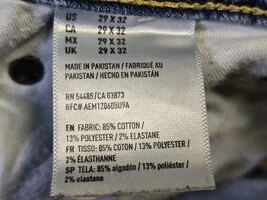 US 29 X 32
CA 29 X 32
MX 29 X 32
UK 29 X 32
MADE IN PAKISTAN / FABRIQUÉ AU
PAKISTAN / HECHO EN PAKISTÁN
RN 54485/CA 03873
RFC# AEM120605U9A
EN FABRIC: 85% COTTON /
13% POLYESTER / 2% ELASTANE
FR TISSU: 85% COTON / 13% POLYESTER /
2% ÉLASTHANNE
SP TELA: 85% algodón / 13% poliéster /
2% elastano